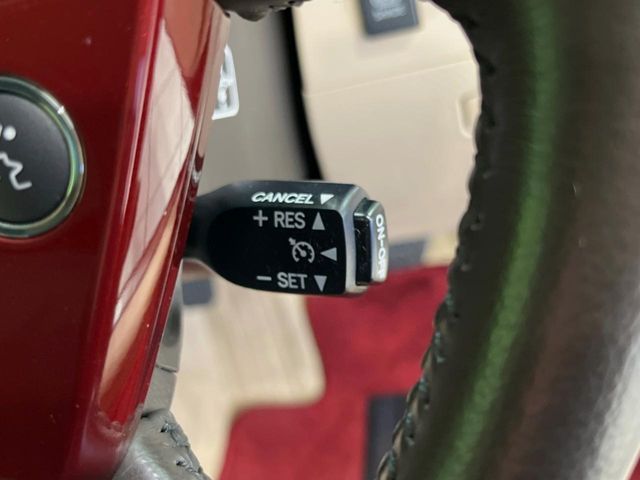 CANCEL ▼
+ RES ▲
◀
− SET ▼
ON-OFF